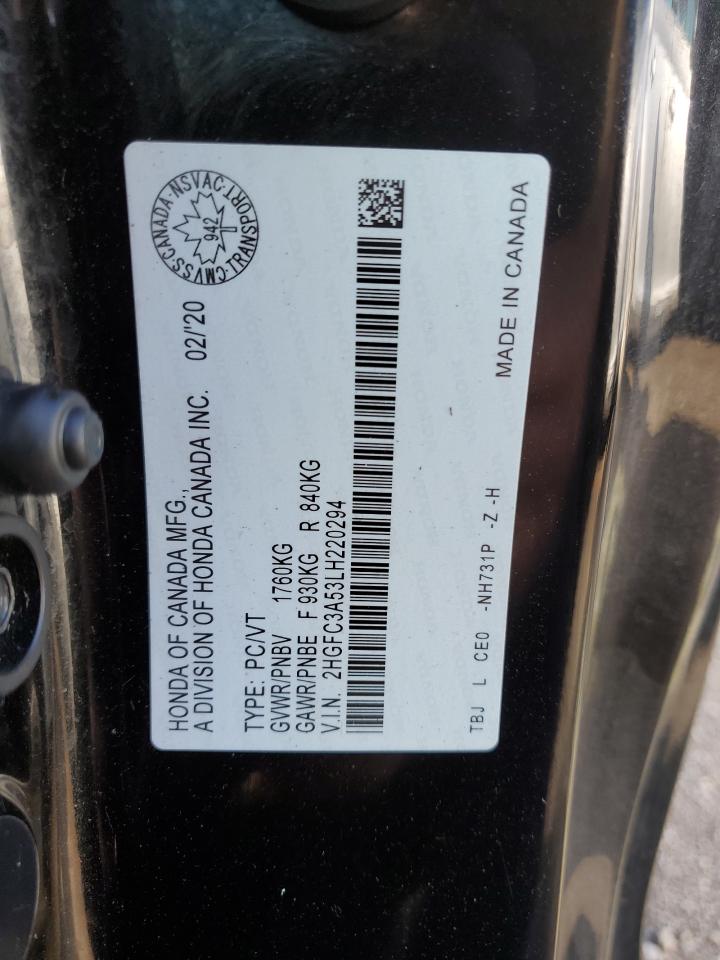 HONDA OF CANADA MFG.,
A DIVISION OF HONDA CANADA INC. 02/'20
CMVSS·CANADA·NSVAC·TRANSPORT·
942
TYPE: PC/VT
GVWR/PNBV 1760KG
GAWR/PNBE F 930KG R 840KG
V.I.N. 2HGFC3A53LH220294
TBJ L CE0 -NH731P -Z -H
MADE IN CANADA